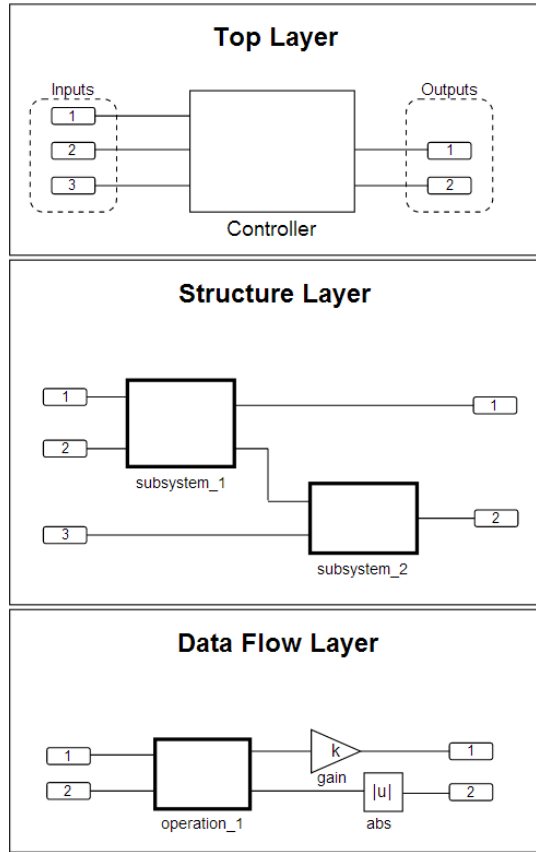 Top Layer
Inputs Outputs
1
2 1
3 2
Controller
Structure Layer
1 1
2
subsystem_1
2
3
subsystem_2
Data Flow Layer
1 k 1
gain
2 |u| 2
operation_1 abs